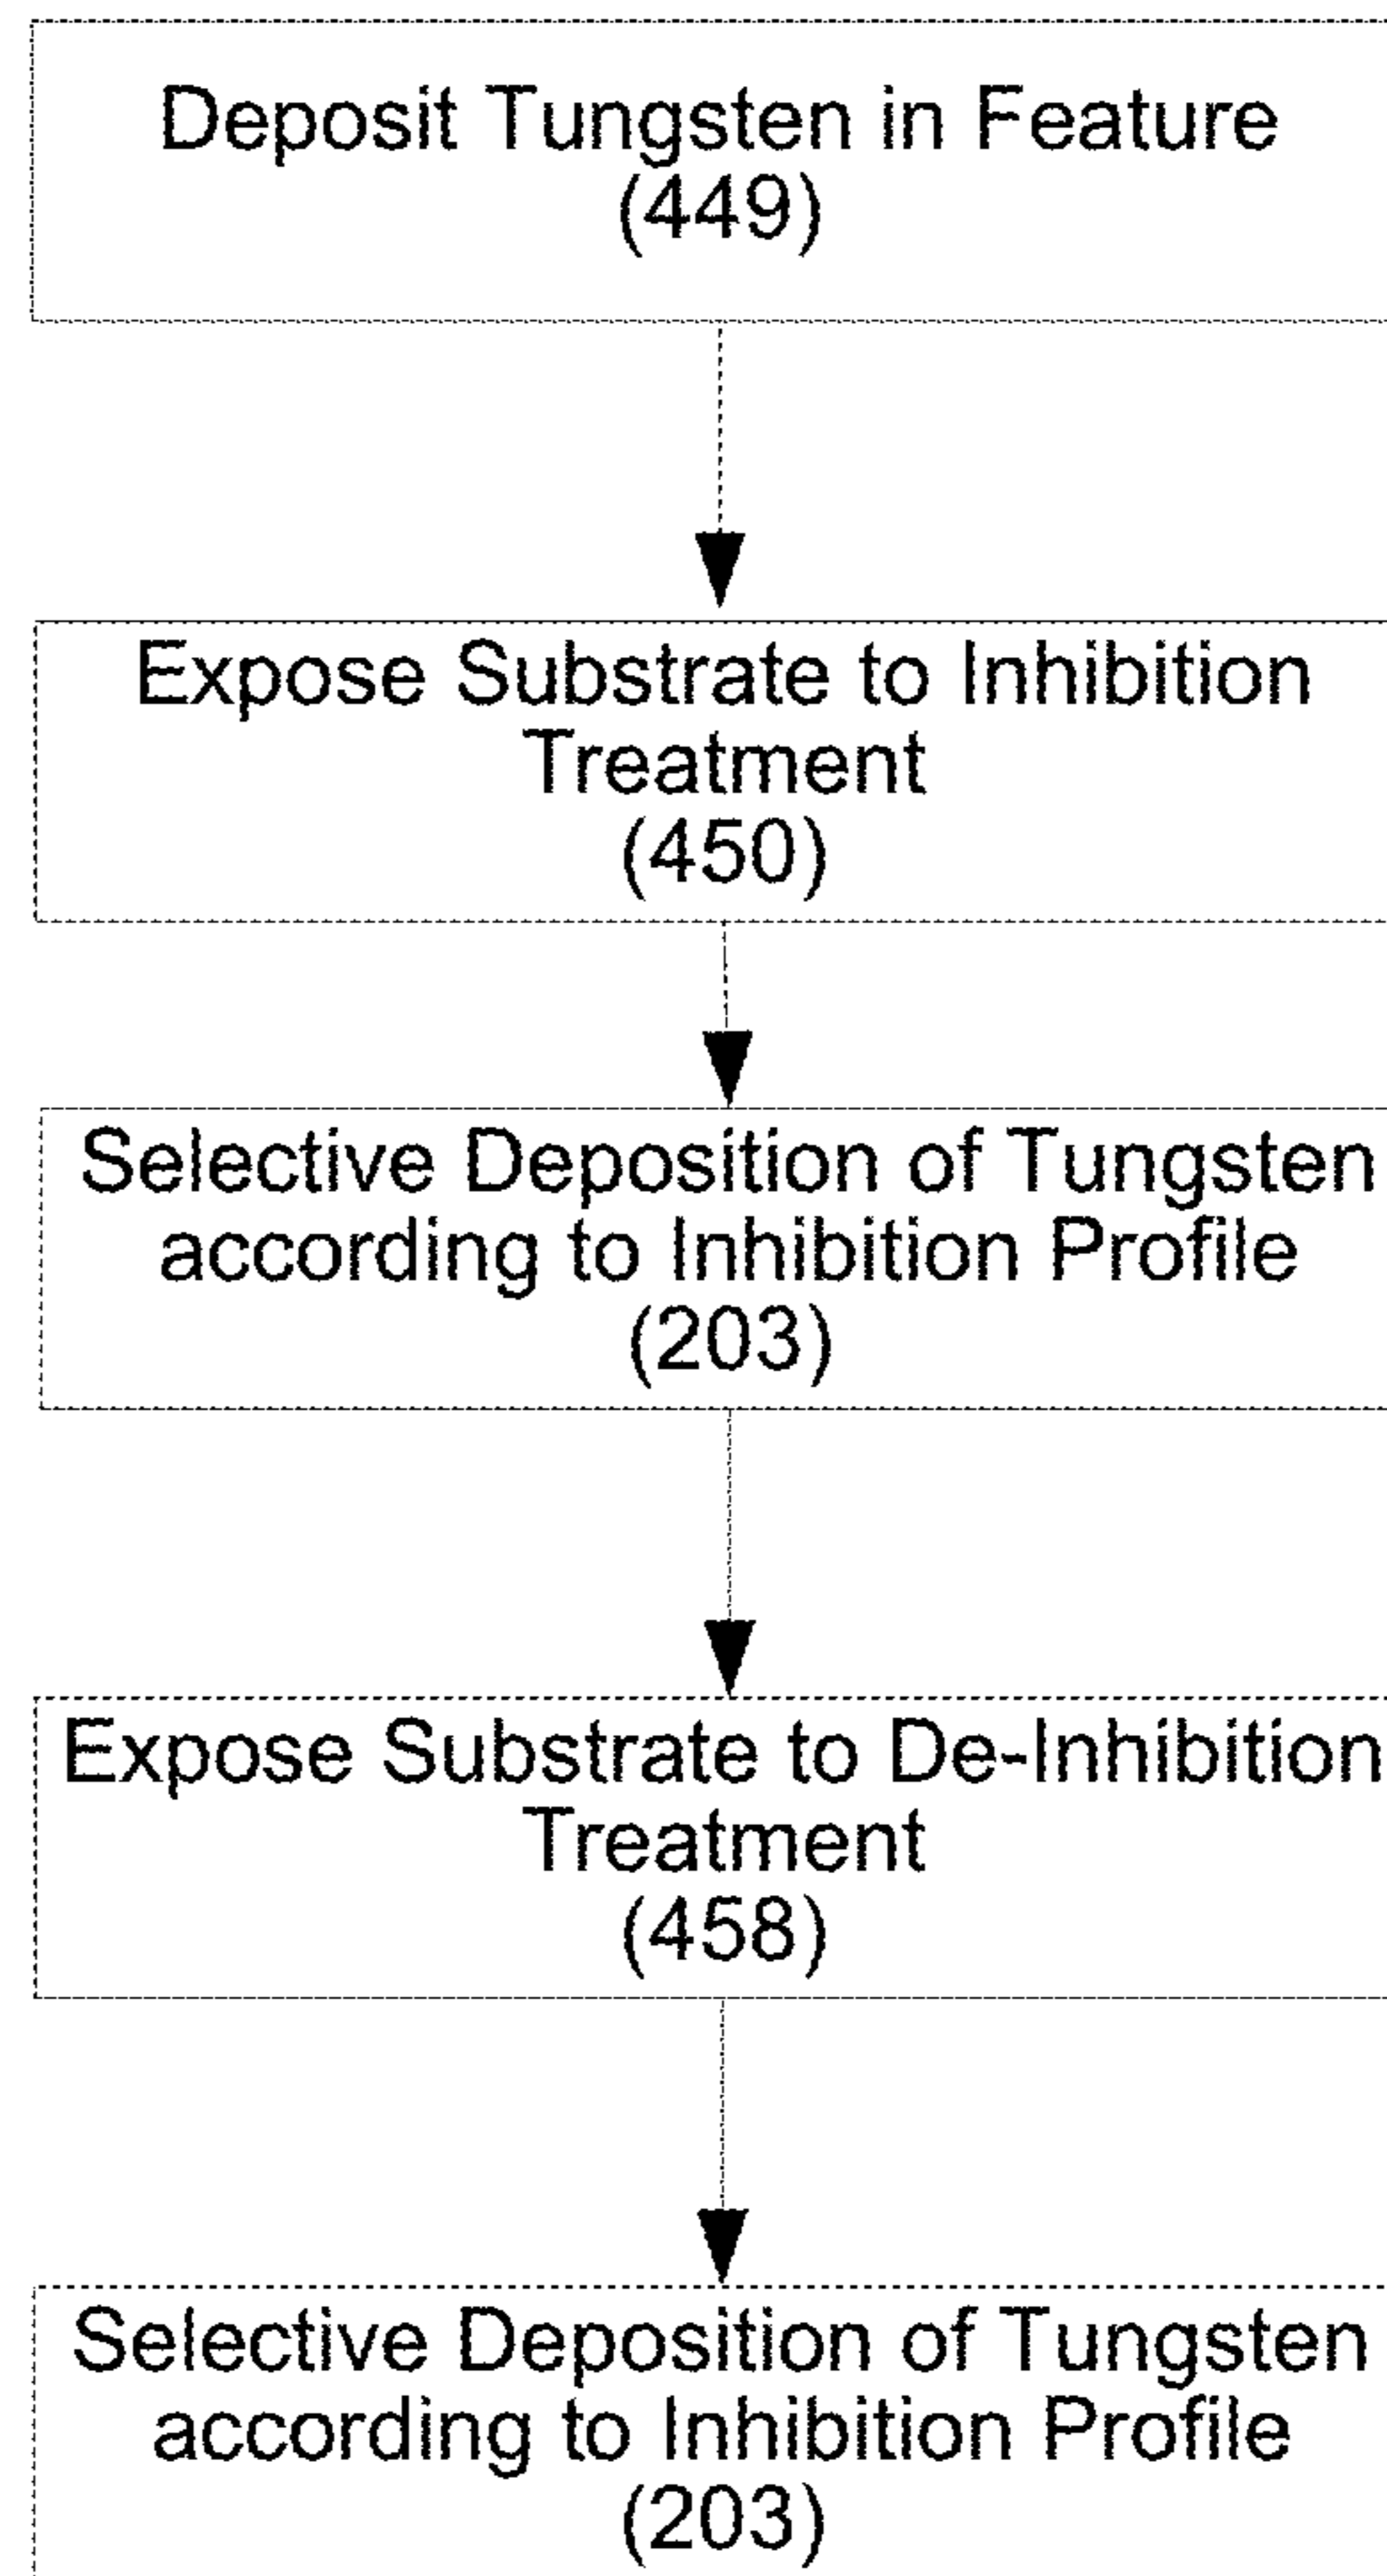 Deposit Tungsten in Feature
(449)
Expose Substrate to Inhibition
Treatment
(450)
Selective Deposition of Tungsten
according to Inhibition Profile
(203)
Expose Substrate to De-Inhibition
Treatment
(458)
Selective Deposition of Tungsten
according to Inhibition Profile
(203)